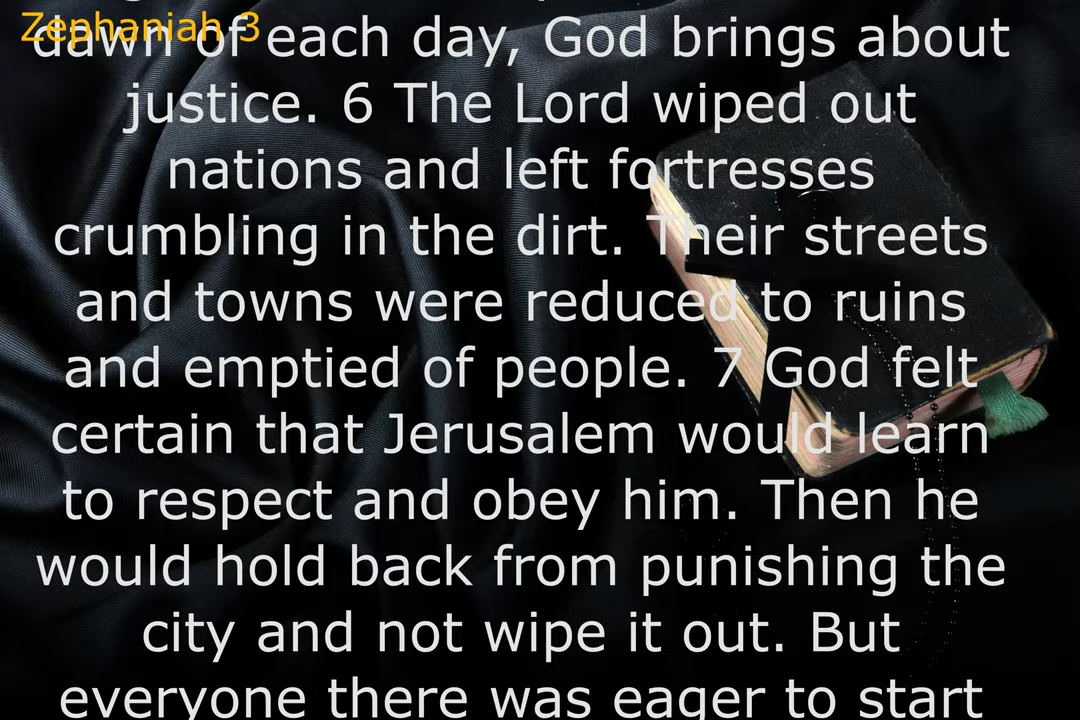 Zephaniah 3
dawn of each day, God brings about
justice. 6 The Lord wiped out
nations and left fortresses
crumbling in the dirt. Their streets
and towns were reduced to ruins
and emptied of people. 7 God felt
certain that Jerusalem would learn
to respect and obey him. Then he
would hold back from punishing the
city and not wipe it out. But
everyone there was eager to start